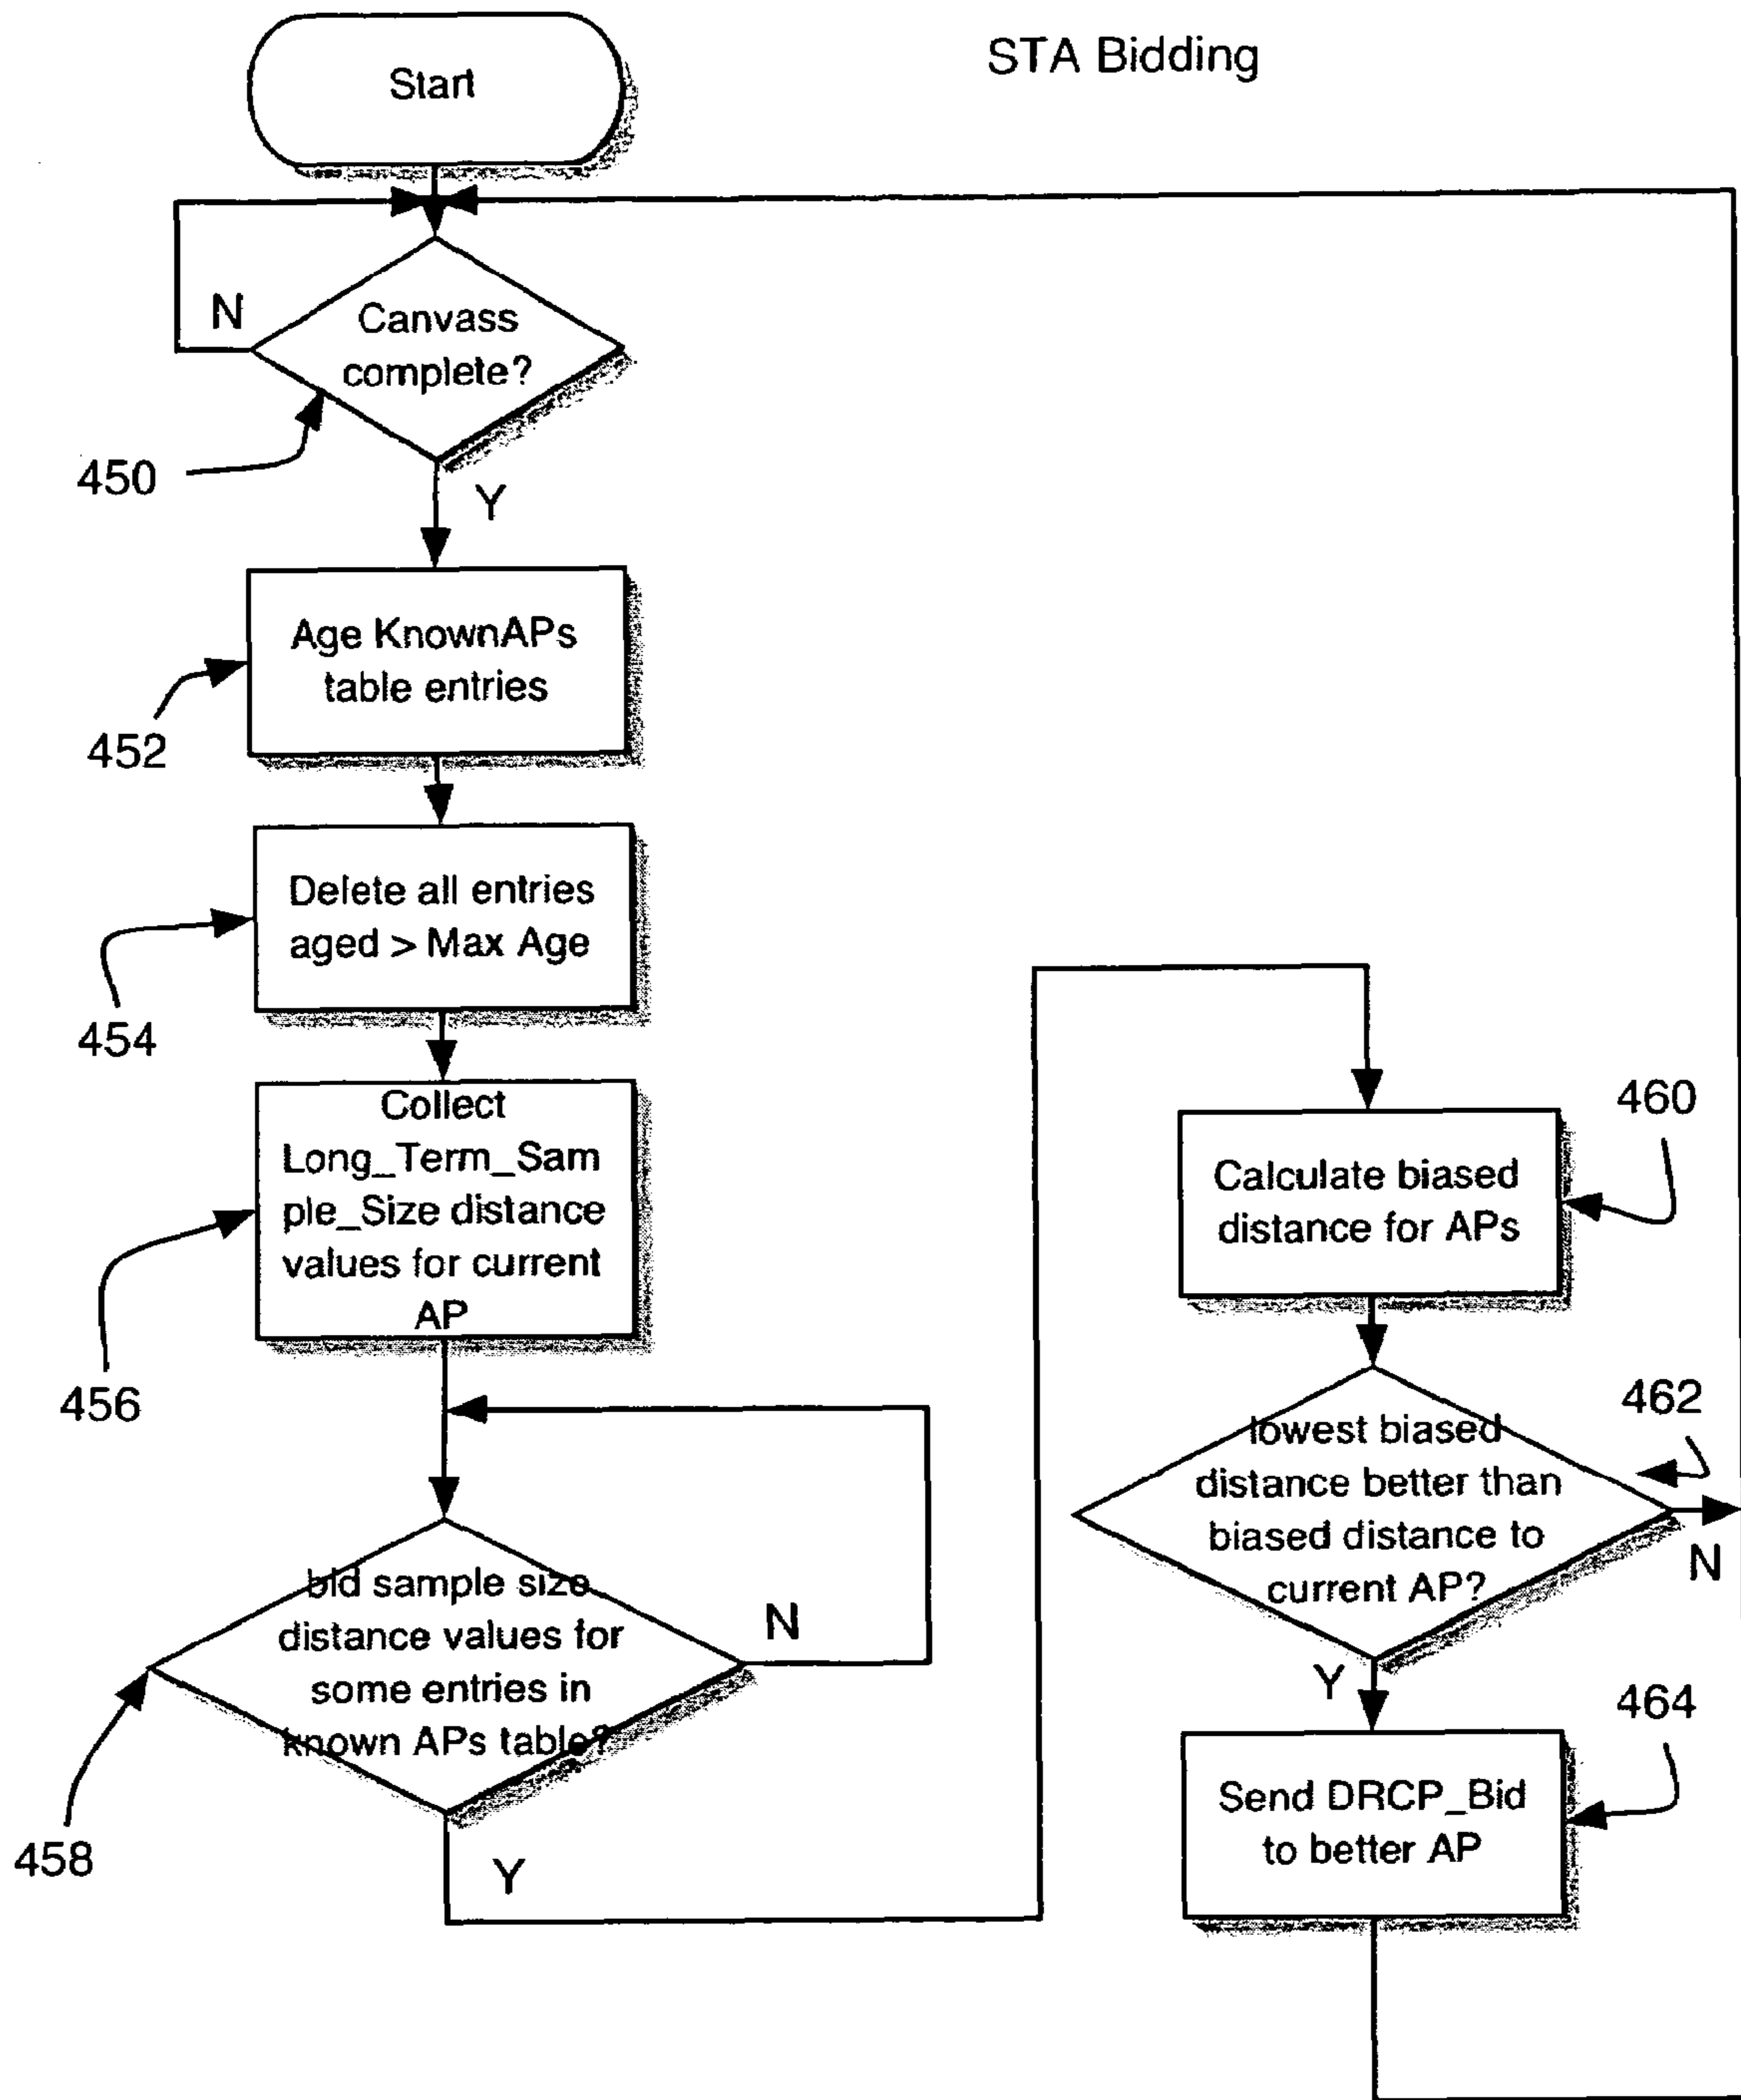 STA Bidding
Start
N
Canvass
complete?
450
Y
Age KnownAPs
table entries
452
Delete all entries
aged > Max Age
454
Collect
Long_Term_Sam
ple_Size distance
values for current
AP
456
bid sample size
distance values for
some entries in
known APs table?
N
458
Y
460
Calculate biased
distance for APs
462
lowest biased
distance better than
biased distance to
current AP?
N
Y
464
Send DRCP_Bid
to better AP